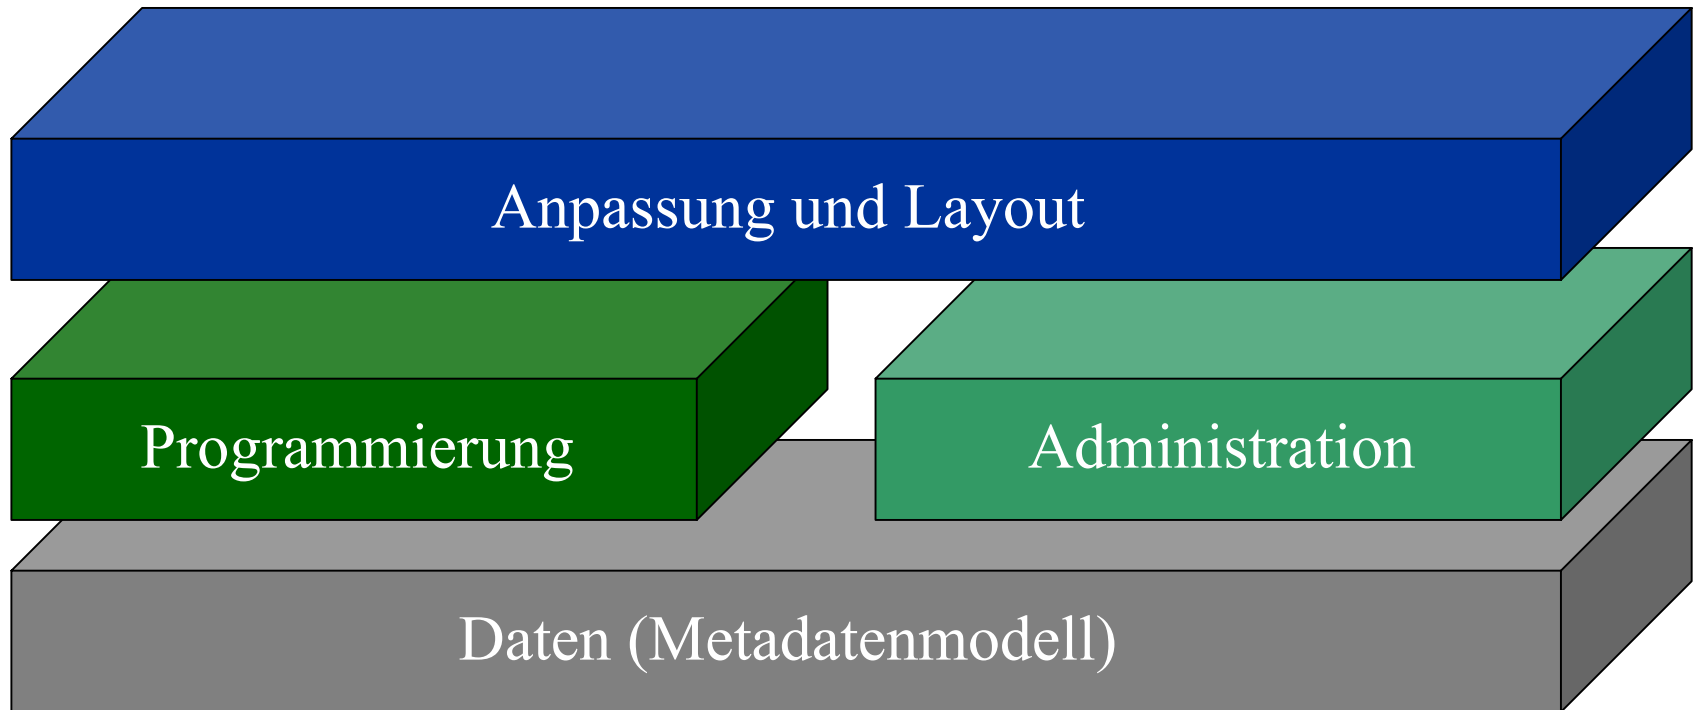 Anpassung und Layout
Programmierung
Administration
Daten (Metadatenmodell)